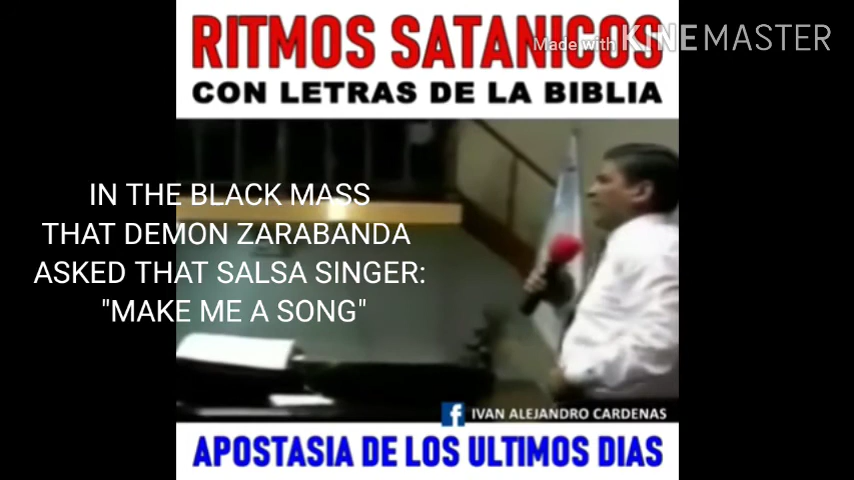 RITMOS SATANICOS
Made with KINEMASTER
CON LETRAS DE LA BIBLIA
IN THE BLACK MASS
THAT DEMON ZARABANDA
ASKED THAT SALSA SINGER:
"MAKE ME A SONG"
f IVAN ALEJANDRO CARDENAS
APOSTASIA DE LOS ULTIMOS DIAS